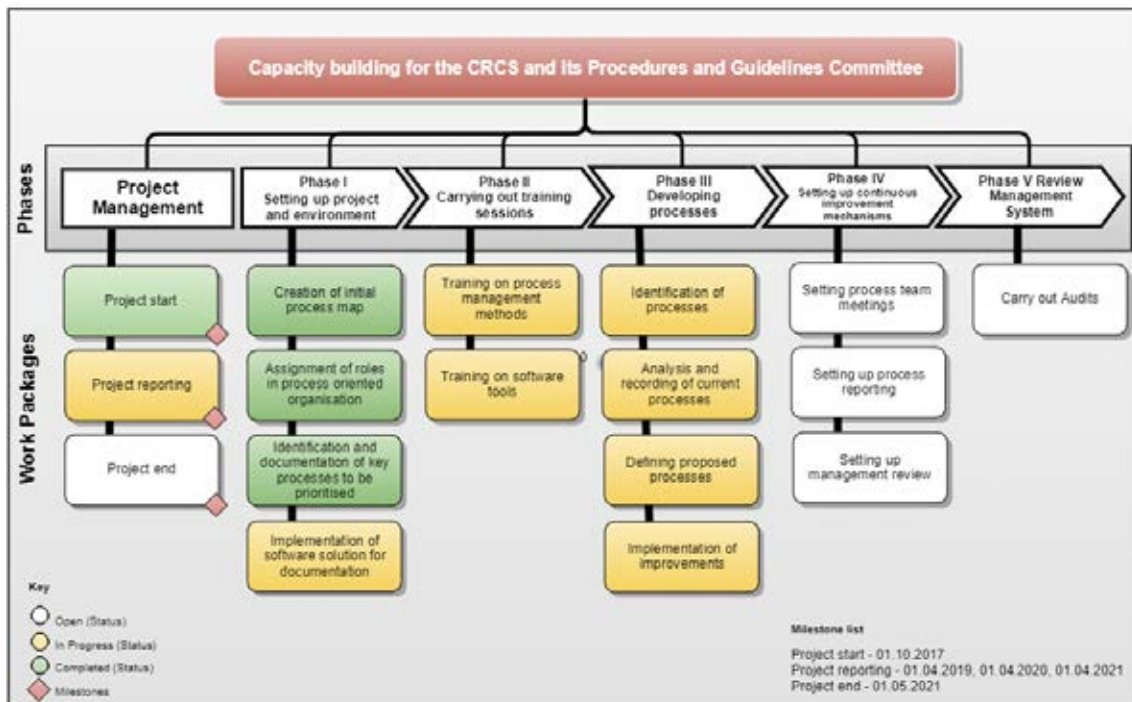 Capacity building for the CRCS and its Procedures and Guidelines Committee
Phases
Project
Management
Phase I
Setting up project
and environment
Phase II
Carrying out training
sessions
Phase III
Developing
processes
Phase IV
Setting up continuous
improvement
mechanisms
Phase V Review
Management
System
Work Packages
Project start
Project reporting
Project end
Creation of initial
process map
Assignment of roles
in process oriented
organisation
Identification and
documentation of key
processes to be
prioritised
Implementation of
software solution for
documentation
Training on process
management
methods
Training on software
tools
Identification of
processes
Analysis and
recording of current
processes
Defining proposed
processes
Implementation of
improvements
Setting process team
meetings
Setting up process
reporting
Setting up
management review
Carry out Audits
Key
Open (Status)
In Progress (Status)
Completed (Status)
Milestones
Milestone list
Project start - 01.10.2017
Project reporting - 01.04.2019, 01.04.2020, 01.04.2021
Project end - 01.05.2021